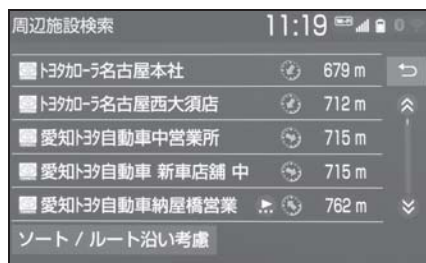 周辺施設検索 11:19
トヨタカローラ名古屋本社 679 m
トヨタカローラ名古屋西大須店 712 m
愛知トヨタ自動車中営業所 715 m
愛知トヨタ自動車 新車店舗 中 715 m
愛知トヨタ自動車納屋橋営業 762 m
ソート / ルート沿い考慮